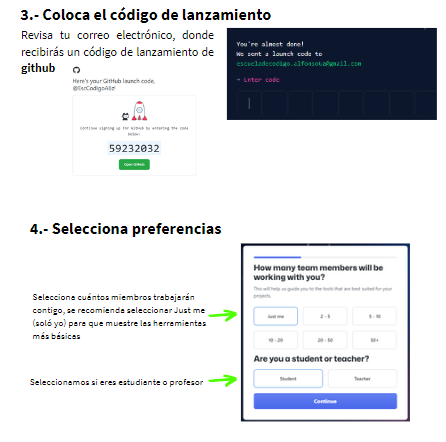 3.- Coloca el código de lanzamiento
Revisa tu correo electrónico, donde
recibirás un código de lanzamiento de
github
Here's your GitHub launch code,
@EscCodigoAliz!
Continue signing up for GitHub by entering the code
below:
59232032
Open GitHub
You're almost done!
We sent a launch code to
escueladecodigo.alfonsova@gmail.com
→ Enter code
4.- Selecciona preferencias
Selecciona cuántos miembros trabajarán
contigo, se recomienda seleccionar Just me
(soló yo) para que muestre las herramientas
más básicas
Seleccionamos si eres estudiante o profesor
How many team members will be
working with you?
This will help us guide you to the tools that are best suited for your
projects.
Just me
2 - 5
5 - 10
10 - 20
20 - 50
50+
Are you a student or teacher?
Student
Teacher
Continue